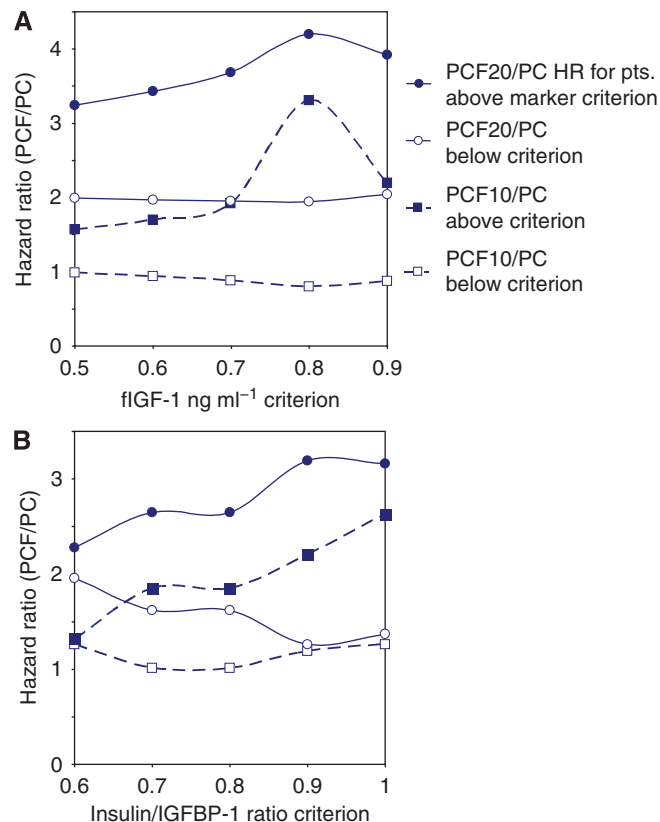 A
4
3
2
1
0
Hazard ratio (PCF/PC)
0.5 0.6 0.7 0.8 0.9
fIGF-1 ng ml⁻¹ criterion
PCF20/PC HR for pts.
above marker criterion
PCF20/PC
below criterion
PCF10/PC
above criterion
PCF10/PC
below criterion
B
3
2
1
0
Hazard ratio (PCF/PC)
0.6 0.7 0.8 0.9 1
Insulin/IGFBP-1 ratio criterion